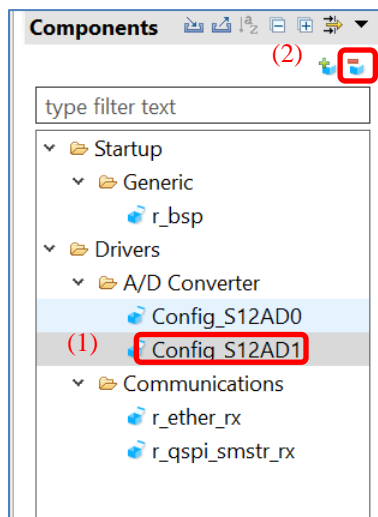 Components
(2)
type filter text
Startup
Generic
r_bsp
Drivers
A/D Converter
Config_S12AD0
(1) Config_S12AD1
Communications
r_ether_rx
r_qspi_smstr_rx